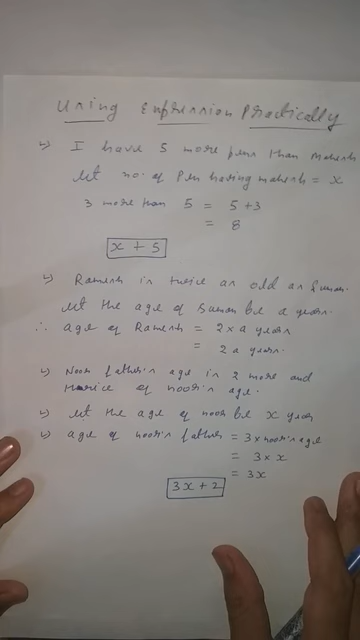 Using Expression Practically
↳ I have 5 more pens than Mahesh
let no. of Pen having mahesh = x
3 more than 5 = 5 + 3
= 8
x + 5
↳ Ramesh is twice as old as Suman.
let the age of Suman be a years.
∴ age of Ramesh = 2 x a years
= 2 a years.
↳ Noor father's age is 2 more and
thrice of noor's age.
↳ let the age of noor be x years
↳ age of noor's father = 3 x noor's age
= 3 x x
= 3x
3x + 2